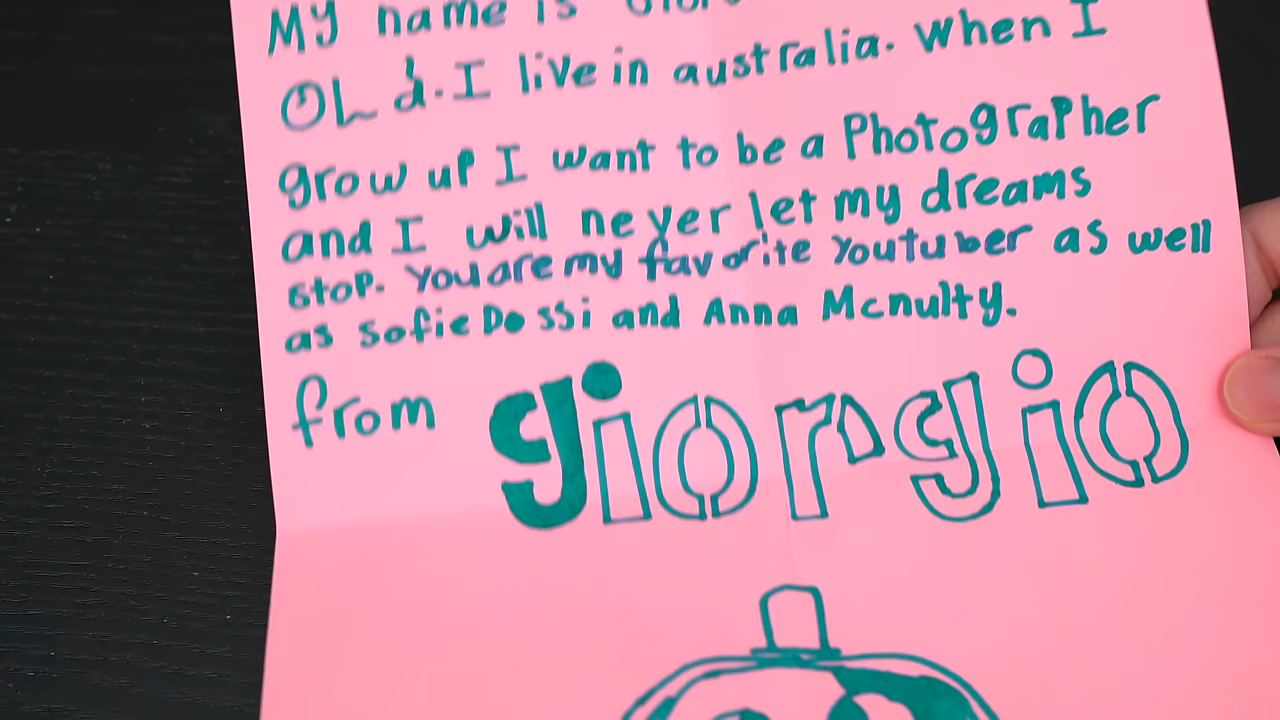 My name is
OLd. I live in australia. when I
grow up I want to be a Photographer
and I will never let my dreams
stop. You are my favorite Youtuber as well
as Sofie Dossi and Anna Mcnulty.
from giorgio